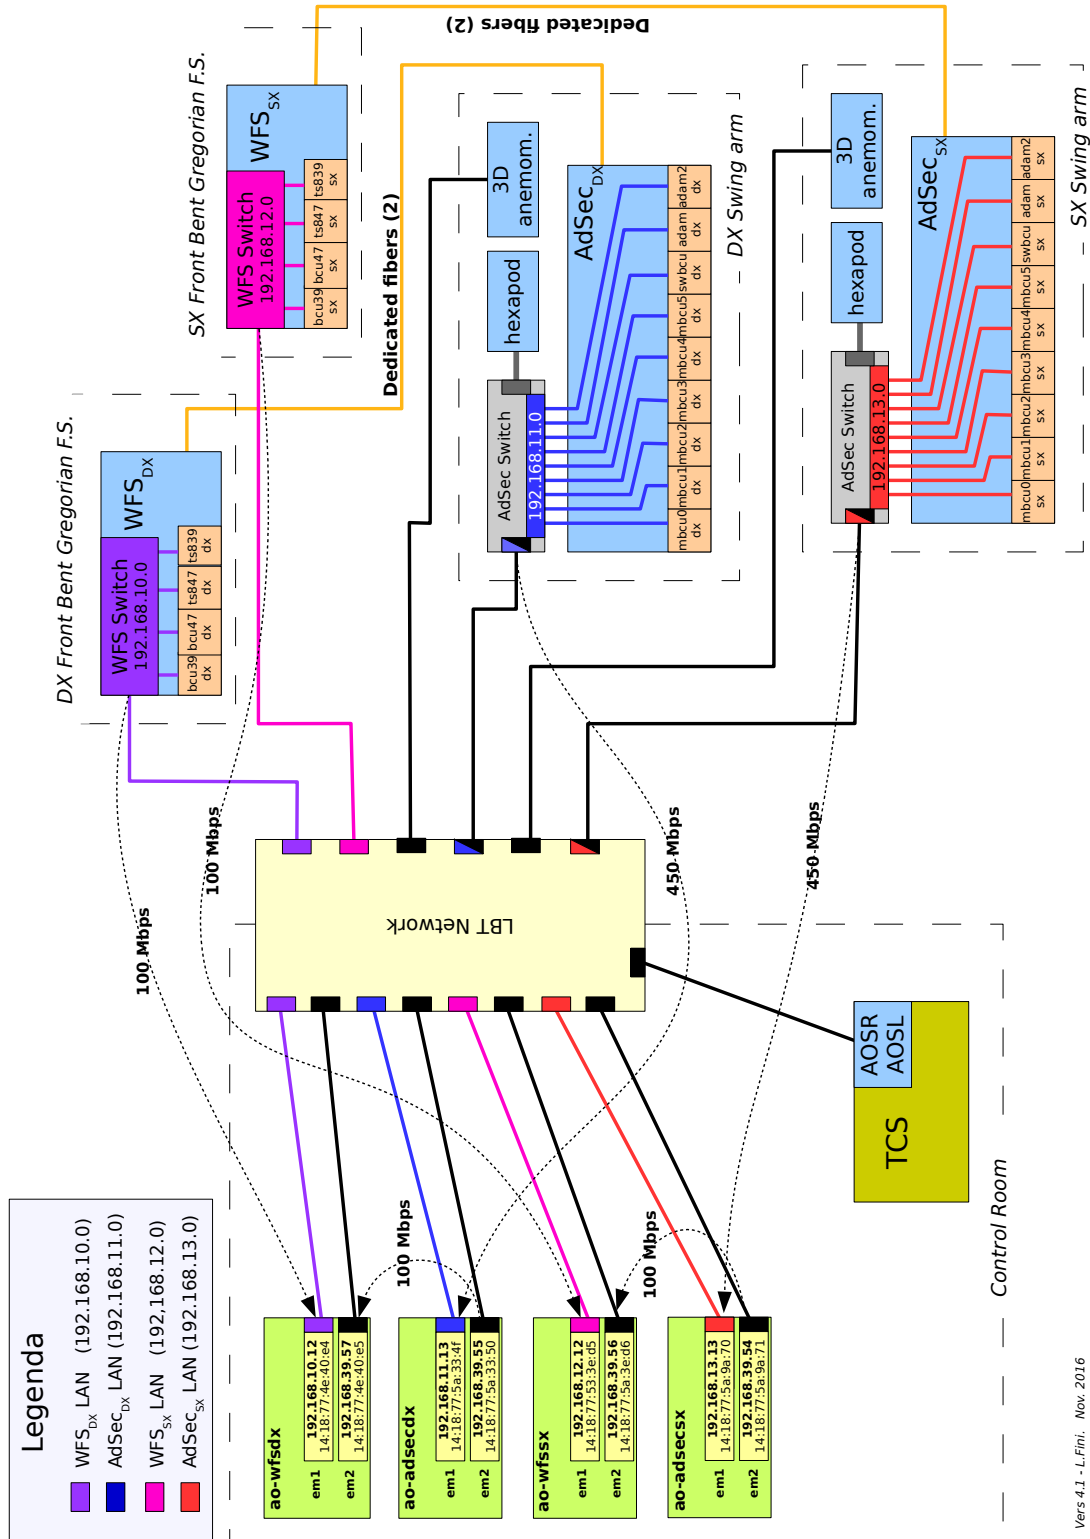 Legenda
WFS DX LAN (192.168.10.0)
AdSec DX LAN (192.168.11.0)
WFS SX LAN (192,168.12.0)
AdSec SX LAN (192.168.13.0)
ao-wfsdx
em1
192.168.10.12
14:18:77:4e:40:e4
em2
192.168.39.57
14:18:77:4e:40:e5
ao-adsecdx
em1
192.168.11.13
14:18:77:5a:33:4f
em2
192.168.39.55
14:18:77:5a:33:50
ao-wfssx
em1
192.168.12.12
14:18:77:53:3e:d5
em2
192.168.39.56
14:18:77:5a:3e:d6
ao-adsecsx
em1
192.168.13.13
14:18:77:5a:9a:70
em2
192.168.39.54
14:18:77:5a:9a:71
100 Mbps
100 Mbps
Control Room
TCS
AOSR
AOSL
LBT Network
100 Mbps
100 Mbps
450 Mbps
450 Mbps
DX Front Bent Gregorian F.S.
WFS Switch
192.168.10.0
WFS DX
bcu39 dx
bcu47 dx
ts847 dx
ts839 dx
SX Front Bent Gregorian F.S.
WFS Switch
192.168.12.0
WFS SX
bcu39 sx
bcu47 sx
ts847 sx
ts839 sx
Dedicated fibers (2)
Dedicated fibers (2)
AdSec Switch
192.168.11.0
hexapod
3D
anemom.
AdSec DX
mbcu0 dx
mbcu1 dx
mbcu2 dx
mbcu3 dx
mbcu4 dx
mbcu5 dx
swbcu dx
adam dx
adam2 dx
DX Swing arm
AdSec Switch
192.168.13.0
hexapod
3D
anemom.
AdSec SX
mbcu0 sx
mbcu1 sx
mbcu2 sx
mbcu3 sx
mbcu4 sx
mbcu5 sx
swbcu sx
adam sx
adam2 sx
SX Swing arm
Vers 4.1 - L.Fini. Nov. 2016